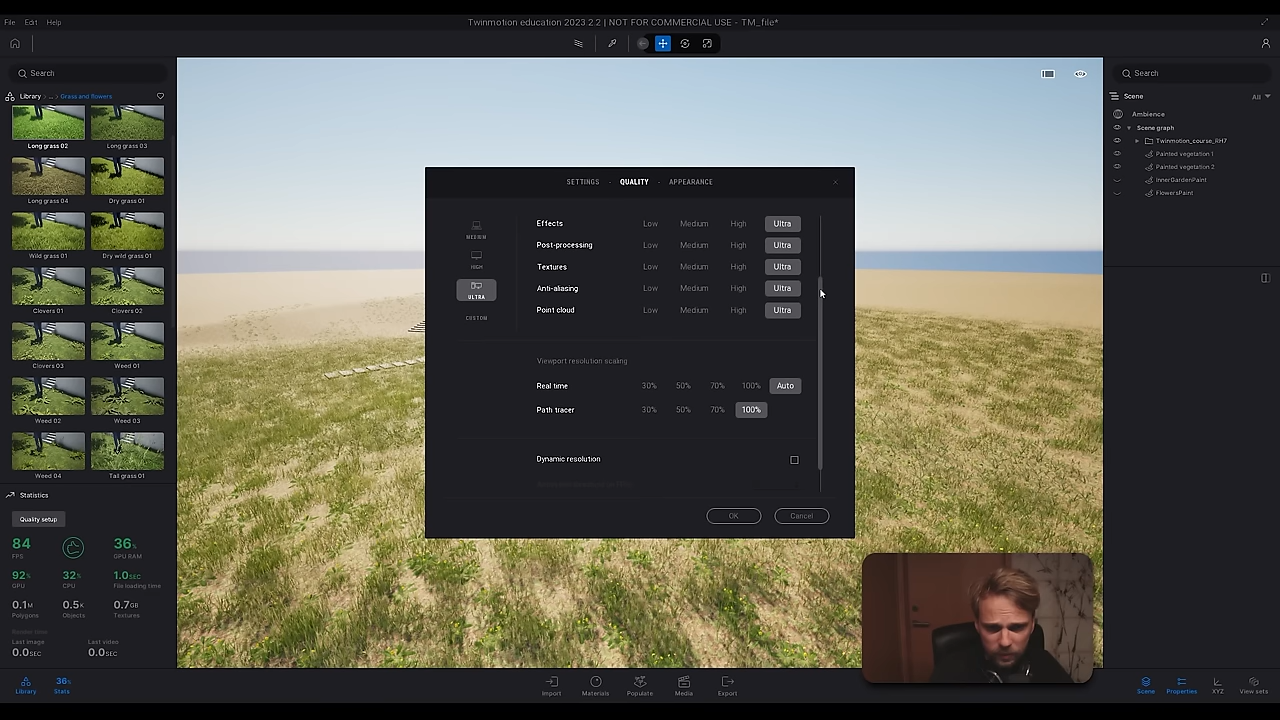 File Edit Help
Twinmotion education 2023.2.2 | NOT FOR COMMERCIAL USE - TM_file*
Search
Library > ... > Grass and flowers
Long grass 02
Long grass 03
Long grass 04
Dry grass 01
Wild grass 01
Dry wild grass 01
Clovers 01
Clovers 02
Clovers 03
Weed 01
Weed 02
Weed 03
Weed 04
Tall grass 01
Statistics
Quality setup
84
FPS
36%
GPU RAM
92%
GPU
32%
CPU
1.0SEC
File loading time
0.1M
Polygons
0.5K
Objects
0.7GB
Textures
Last image
0.0SEC
Last video
0.0SEC
SETTINGS - QUALITY - APPEARANCE
MEDIUM
HIGH
ULTRA
CUSTOM
Effects Low Medium High Ultra
Post-processing Low Medium High Ultra
Textures Low Medium High Ultra
Anti-aliasing Low Medium High Ultra
Point cloud Low Medium High Ultra
Viewport resolution scaling
Real time 30% 50% 70% 100% Auto
Path tracer 30% 50% 70% 100%
Dynamic resolution
OK Cancel
Search
Scene
All
Ambience
Scene graph
Twinmotion_course_RH7
Painted vegetation 1
Painted vegetation 2
InnerGardenPaint
FlowersPaint
Library
36%
Stats
Import
Materials
Populate
Media
Export
Scene
Properties
XYZ
View sets